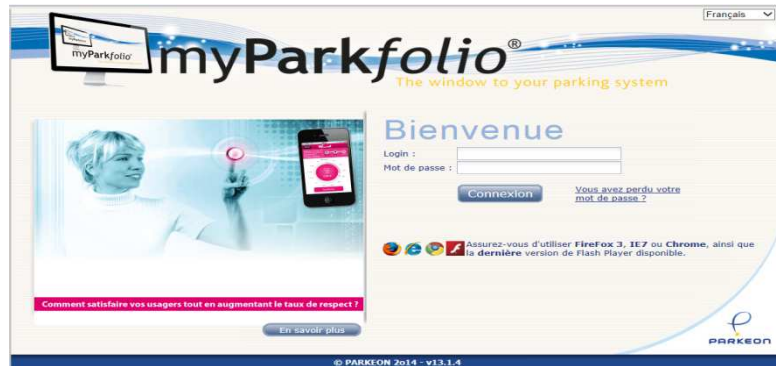 Français
myParkfolio
myParkfolio®
The window to your parking system
Bienvenue
Login :
Mot de passe :
Connexion
Vous avez perdu votre
mot de passe ?
Assurez-vous d'utiliser FireFox 3, IE7 ou Chrome, ainsi que
la dernière version de Flash Player disponible.
Comment satisfaire vos usagers tout en augmentant le taux de respect ?
En savoir plus
PARKEON
© PARKEON 2o14 - v13.1.4